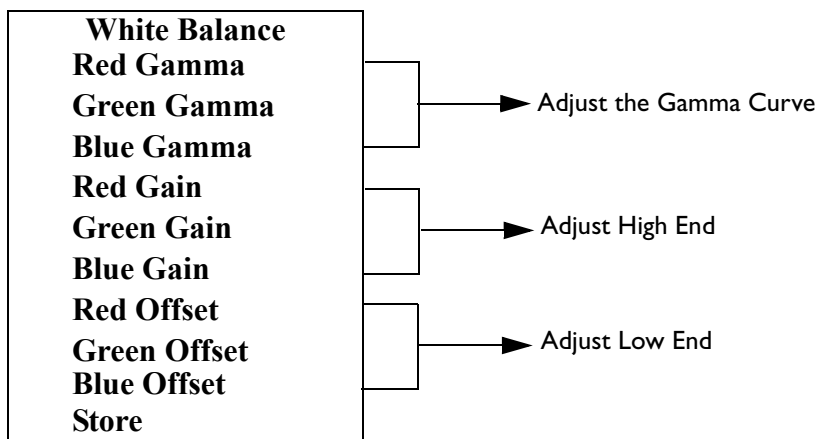 White Balance
Red Gamma
Green Gamma
Blue Gamma
Red Gain
Green Gain
Blue Gain
Red Offset
Green Offset
Blue Offset
Store
Adjust the Gamma Curve
Adjust High End
Adjust Low End